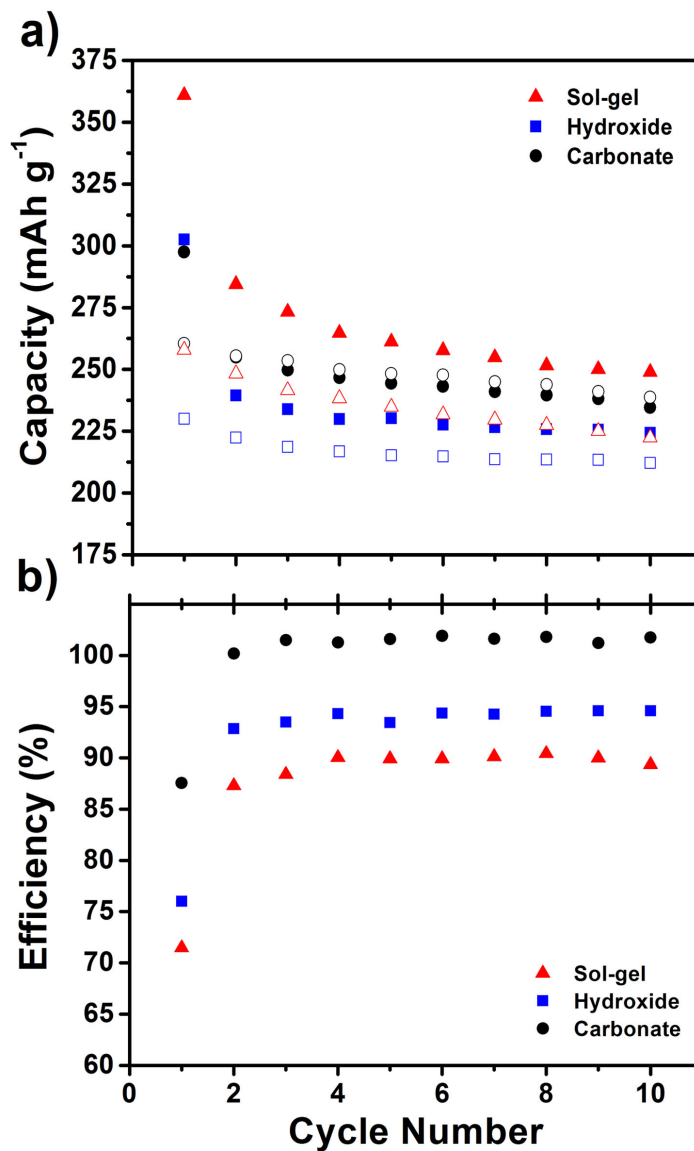 a)
Capacity (mAh g⁻¹)
375
350
325
300
275
250
225
200
175
Sol-gel
Hydroxide
Carbonate
b)
Efficiency (%)
100
95
90
85
80
75
70
65
60
Sol-gel
Hydroxide
Carbonate
0 2 4 6 8 10
Cycle Number